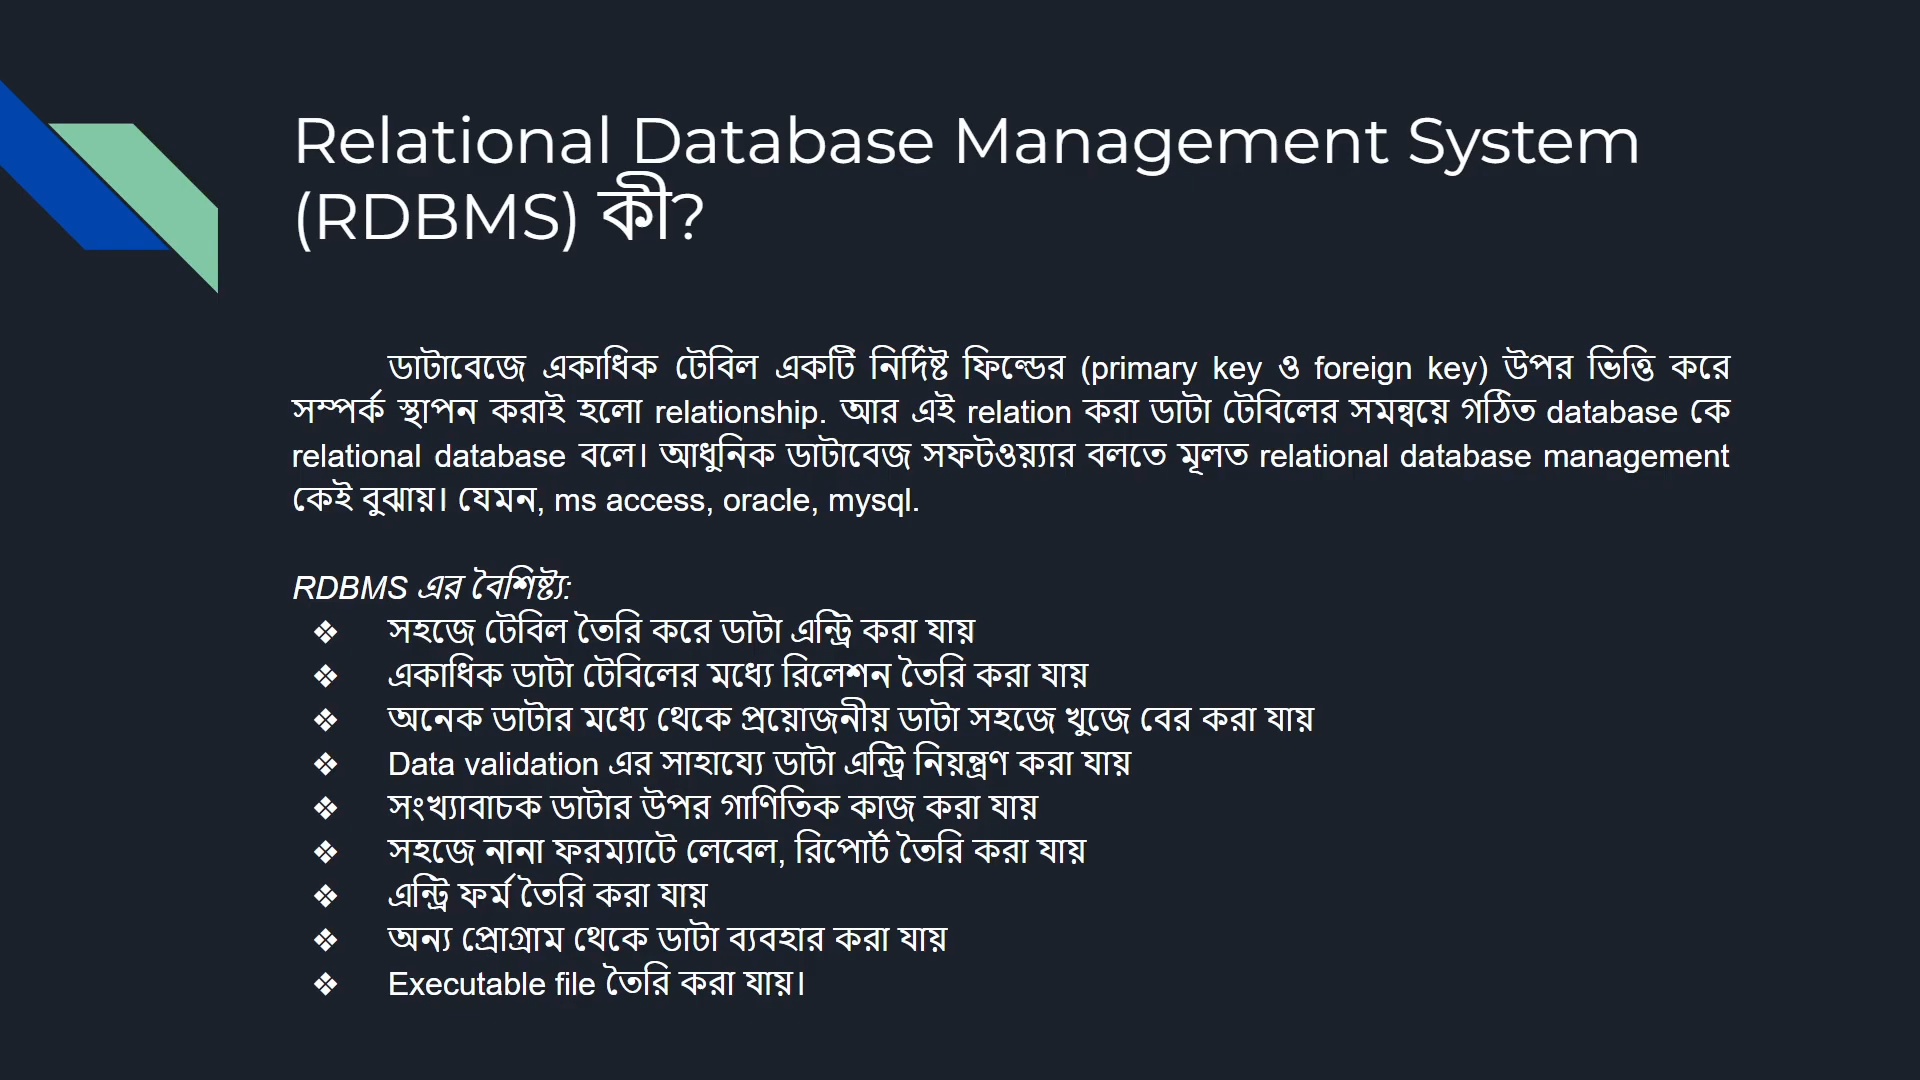 Relational Database Management System
(RDBMS) কী?
ডাটাবেজে একাধিক টেবিল একটি নির্দিষ্ট ফিল্ডের (primary key ও foreign key) উপর ভিত্তি করে
সম্পর্ক স্থাপন করাই হলো relationship. আর এই relation করা ডাটা টেবিলের সমন্বয়ে গঠিত database কে
relational database বলে। আধুনিক ডাটাবেজ সফটওয়্যার বলতে মূলত relational database management
কেই বুঝায়। যেমন, ms access, oracle, mysql.
RDBMS এর বৈশিষ্ট্য:
❖ সহজে টেবিল তৈরি করে ডাটা এন্ট্রি করা যায়
❖ একাধিক ডাটা টেবিলের মধ্যে রিলেশন তৈরি করা যায়
❖ অনেক ডাটার মধ্যে থেকে প্রয়োজনীয় ডাটা সহজে খুজে বের করা যায়
❖ Data validation এর সাহায্যে ডাটা এন্ট্রি নিয়ন্ত্রণ করা যায়
❖ সংখ্যাবাচক ডাটার উপর গাণিতিক কাজ করা যায়
❖ সহজে নানা ফরম্যাটে লেবেল, রিপোর্ট তৈরি করা যায়
❖ এন্ট্রি ফর্ম তৈরি করা যায়
❖ অন্য প্রোগ্রাম থেকে ডাটা ব্যবহার করা যায়
❖ Executable file তৈরি করা যায়।